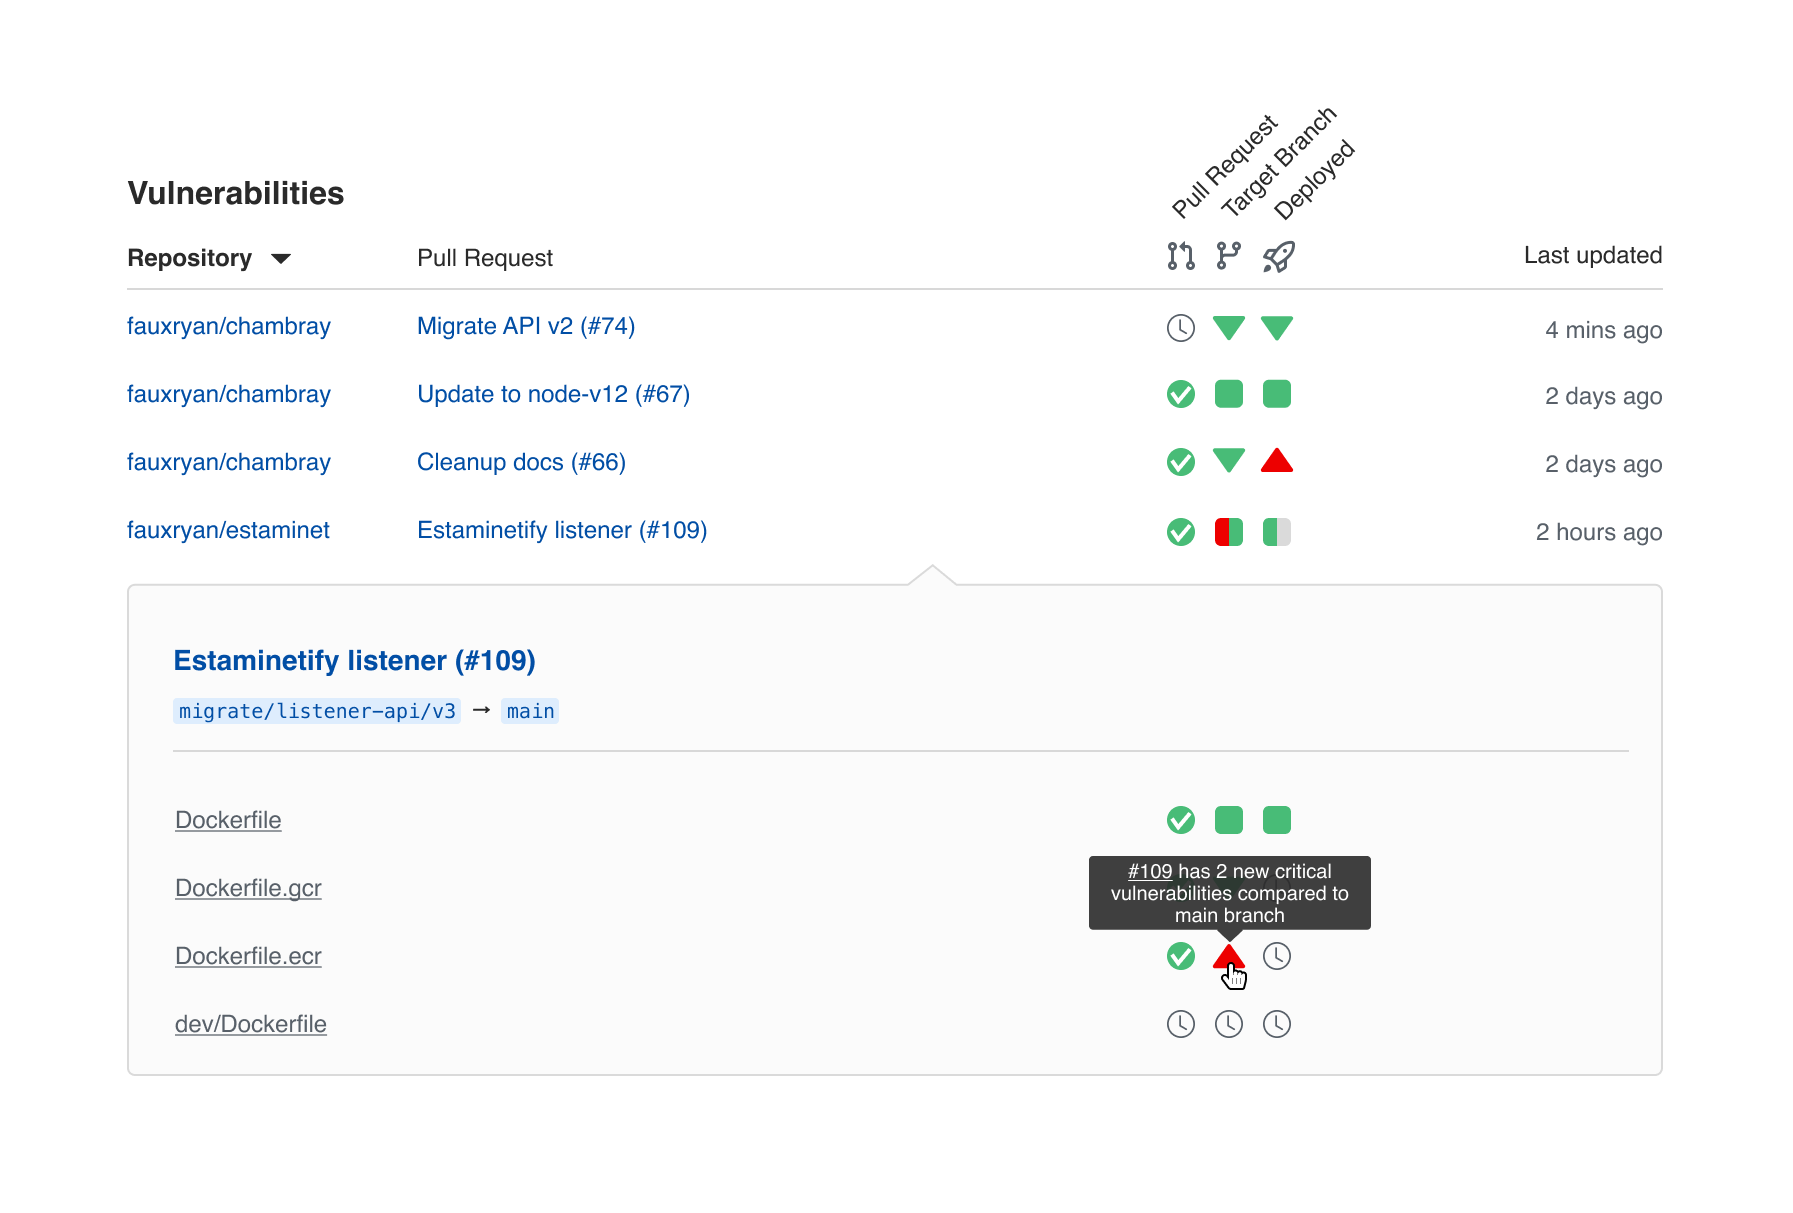 Pull Request
Target Branch
Deployed
Vulnerabilities
Repository
Pull Request
Last updated
fauxryan/chambray
Migrate API v2 (#74)
4 mins ago
fauxryan/chambray
Update to node-v12 (#67)
2 days ago
fauxryan/chambray
Cleanup docs (#66)
2 days ago
fauxryan/estaminet
Estaminetify listener (#109)
2 hours ago
Estaminetify listener (#109)
migrate/listener-api/v3 → main
Dockerfile
Dockerfile.gcr
#109 has 2 new critical
vulnerabilities compared to
main branch
Dockerfile.ecr
dev/Dockerfile